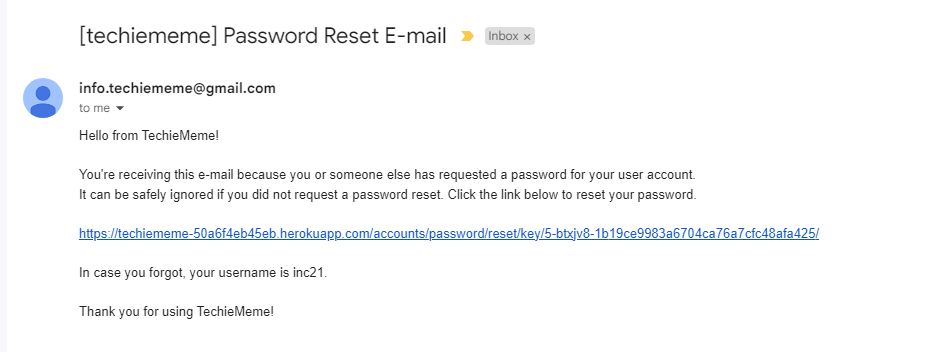 [techiememe] Password Reset E-mail Inbox ×
info.techiememe@gmail.com
to me
Hello from TechieMeme!
You're receiving this e-mail because you or someone else has requested a password for your user account.
It can be safely ignored if you did not request a password reset. Click the link below to reset your password.
https://techiememe-50a6f4eb45eb.herokuapp.com/accounts/password/reset/key/5-btxjv8-1b19ce9983a6704ca76a7cfc48afa425/
In case you forgot, your username is inc21.
Thank you for using TechieMeme!